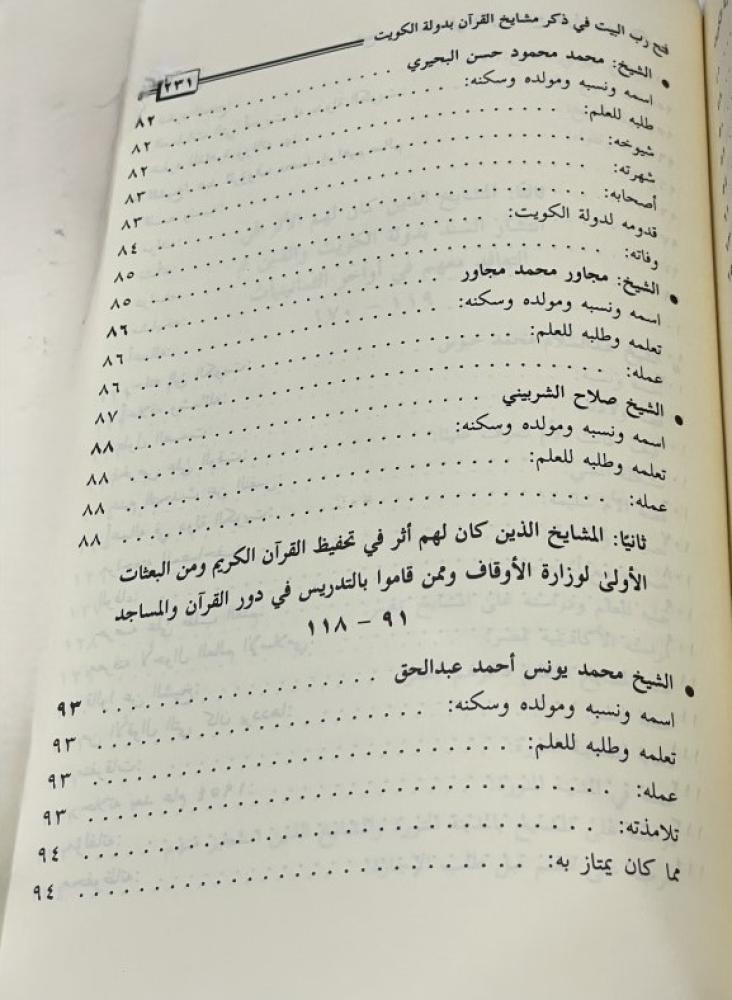 فتح رب البيت في ذكر مشايخ القرآن بدولة الكويت
٢٣١
• الشيخ: محمد محمود حسن البحيري . . . . . ٨٢
اسمه ونسبه ومولده وسكنه: . . . . . ٨٢
طلبه للعلم: . . . . . ٨٢
شيوخه: . . . . . ٨٣
شهرته: . . . . . ٨٣
أصحابه: . . . . . ٨٤
قدومه لدولة الكويت: . . . . . ٨٥
وفاته: . . . . . ٨٥
• الشيخ: مجاور محمد مجاور . . . . . ٨٦
اسمه ونسبه ومولده وسكنه: . . . . . ٨٦
تعلمه وطلبه للعلم: . . . . . ٨٦
عمله: . . . . . ٨٧
• الشيخ صلاح الشربيني . . . . . ٨٨
اسمه ونسبه ومولده وسكنه: . . . . . ٨٨
تعلمه وطلبه للعلم: . . . . . ٨٨
عمله: . . . . . ٨٨
ثانيًا: المشايخ الذين كان لهم أثر في تحفيظ القرآن الكريم ومن البعثات
الأولىٰ لوزارة الأوقاف وممن قاموا بالتدريس في دور القرآن والمساجد
٩١ - ١١٨
• الشيخ محمد يونس أحمد عبدالحق . . . . . ٩٣
اسمه ونسبه ومولده وسكنه: . . . . . ٩٣
تعلمه وطلبه للعلم: . . . . . ٩٣
عمله: . . . . . ٩٣
تلامذته: . . . . . ٩٤
مما كان يمتاز به: . . . . . ٩٤